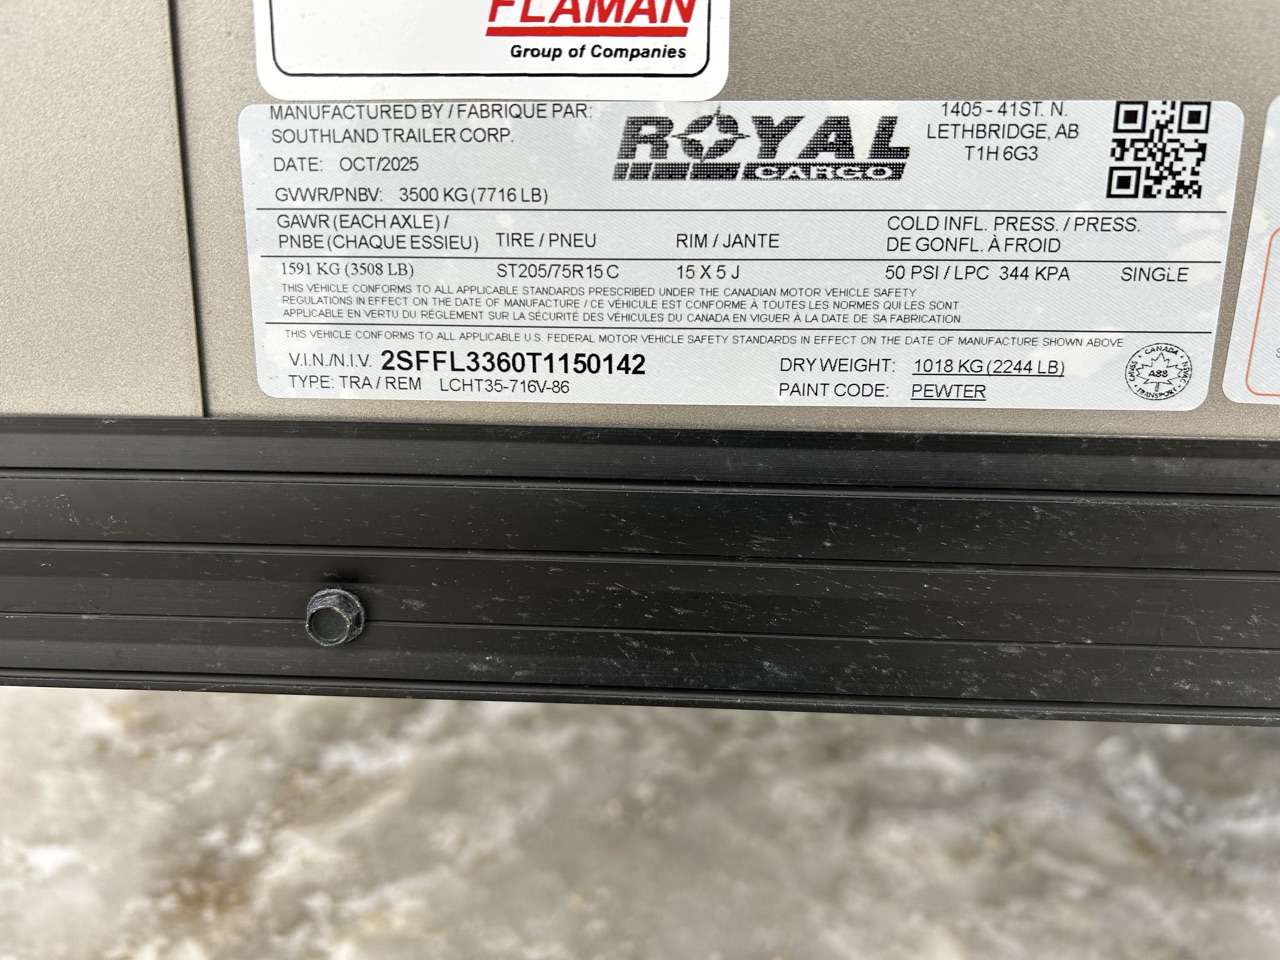 FLAMAN
Group of Companies
MANUFACTURED BY / FABRIQUE PAR:
SOUTHLAND TRAILER CORP.
DATE: OCT/2025
ROYAL
CARGO
1405 - 41ST. N.
LETHBRIDGE, AB
T1H 6G3
GVWR/PNBV: 3500 KG (7716 LB)
GAWR (EACH AXLE) /
PNBE (CHAQUE ESSIEU)
TIRE / PNEU
RIM / JANTE
COLD INFL. PRESS. / PRESS.
DE GONFL. À FROID
1591 KG (3508 LB) ST205/75R15 C 15 X 5 J 50 PSI / LPC 344 KPA SINGLE
THIS VEHICLE CONFORMS TO ALL APPLICABLE STANDARDS PRESCRIBED UNDER THE CANADIAN MOTOR VEHICLE SAFETY
REGULATIONS IN EFFECT ON THE DATE OF MANUFACTURE / CE VÉHICULE EST CONFORME À TOUTES LES NORMES QUI LES SONT
APPLICABLE EN VERTU DU RÉGLEMENT SUR LA SÉCURITÉ DES VÉHICULES DU CANADA EN VIGUER À LA DATE DE SA FABRICATION.
THIS VEHICLE CONFORMS TO ALL APPLICABLE U.S. FEDERAL MOTOR VEHICLE SAFETY STANDARDS IN EFFECT ON THE DATE OF MANUFACTURE SHOWN ABOVE
V.I.N./N.I.V. 2SFFL3360T1150142
TYPE: TRA / REM LCHT35-716V-86
DRY WEIGHT: 1018 KG (2244 LB)
PAINT CODE: PEWTER
CANADA
A88
TRANSPORT